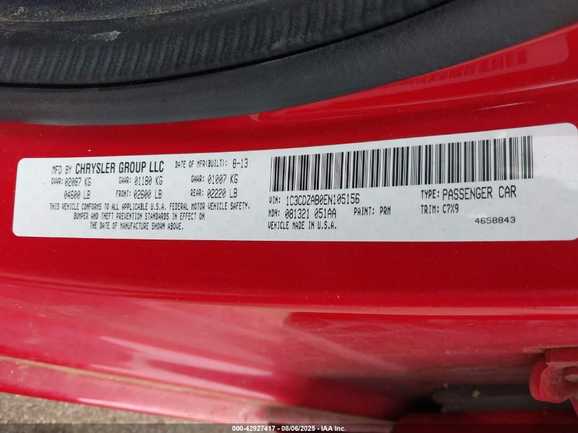 MFD BY CHRYSLER GROUP LLC DATE OF MFR(BUILT): 8-13
GVWR: 02087 KG GAWR: 01180 KG GAWR: 01007 KG
04600 LB FRONT: 02600 LB REAR: 02220 LB
THIS VEHICLE CONFORMS TO ALL APPLICABLE U.S.A. FEDERAL MOTOR VEHICLE SAFETY,
BUMPER AND THEFT PREVENTION STANDARDS IN EFFECT ON
THE DATE OF MANUFACTURE SHOWN ABOVE.
VIN: 1C3CDZAB0EN105156 TYPE: PASSENGER CAR
MDH: 081321 051AA PAINT: PRM TRIM: C7X9
VEHICLE MADE IN U.S.A. 4658843
000-42927417 - 08/06/2025 - IAA